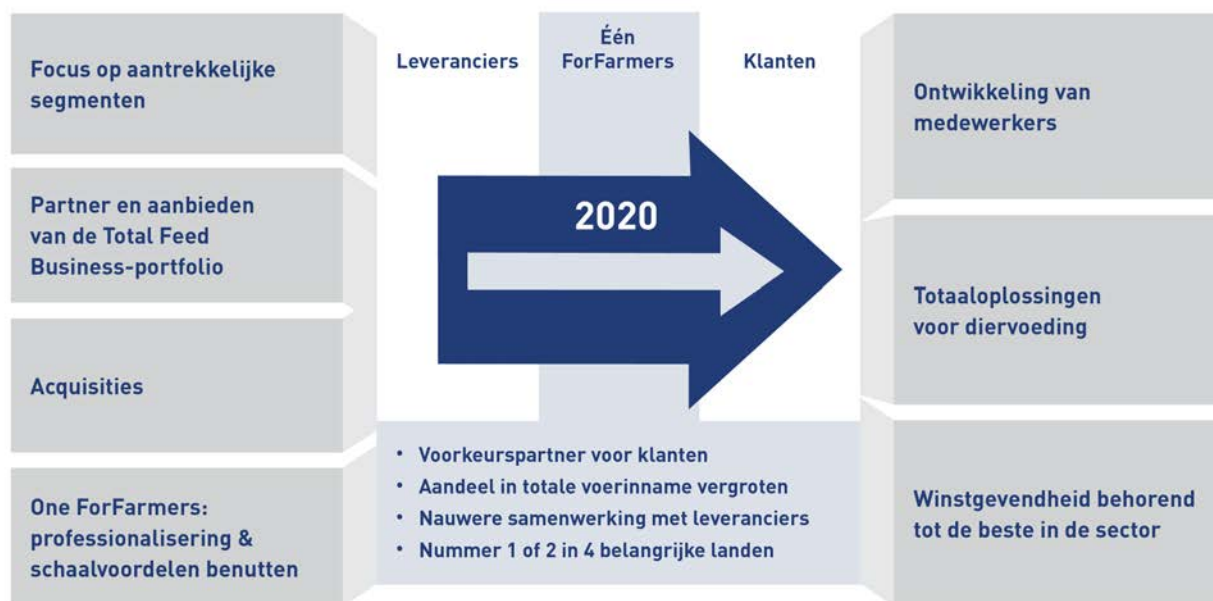 Focus op aantrekkelijke
segmenten
Partner en aanbieden
van de Total Feed
Business-portfolio
Acquisities
One ForFarmers:
professionalisering &
schaalvoordelen benutten
Leveranciers
Één
ForFarmers
Klanten
2020
• Voorkeurspartner voor klanten
• Aandeel in totale voerinname vergroten
• Nauwere samenwerking met leveranciers
• Nummer 1 of 2 in 4 belangrijke landen
Ontwikkeling van
medewerkers
Totaaloplossingen
voor diervoeding
Winstgevendheid behorend
tot de beste in de sector